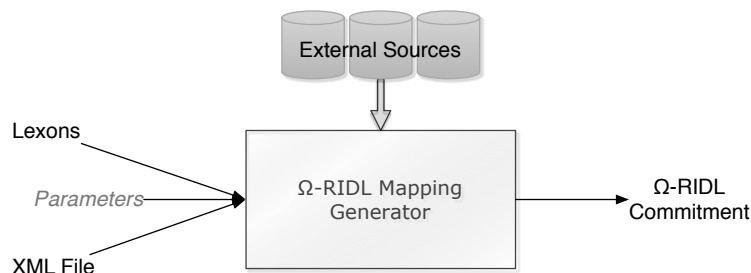 External Sources
Lexons
Parameters
XML File
Ω-RIDL Mapping
Generator
Ω-RIDL
Commitment